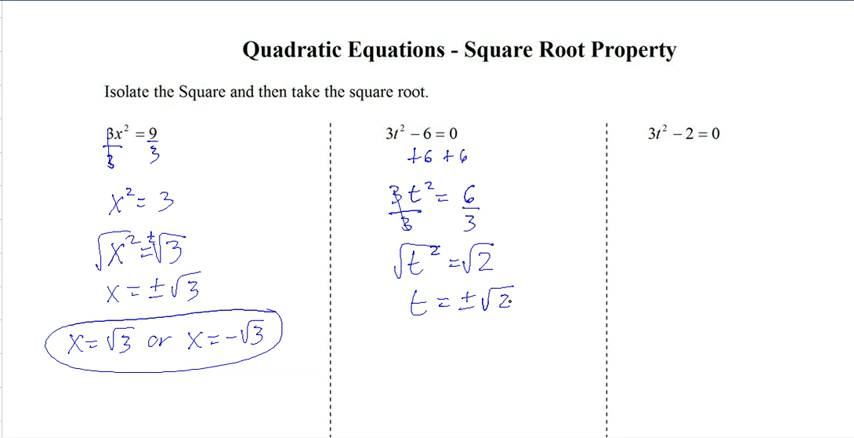 Quadratic Equations - Square Root Property
Isolate the Square and then take the square root.
3x² = 9
3 3
x² = 3
√x² = ±√3
x = ±√3
x = √3 or x = -√3
3t² - 6 = 0
+6 +6
3t² = 6
3 3
√t² = √2
t = ±√2
3t² - 2 = 0